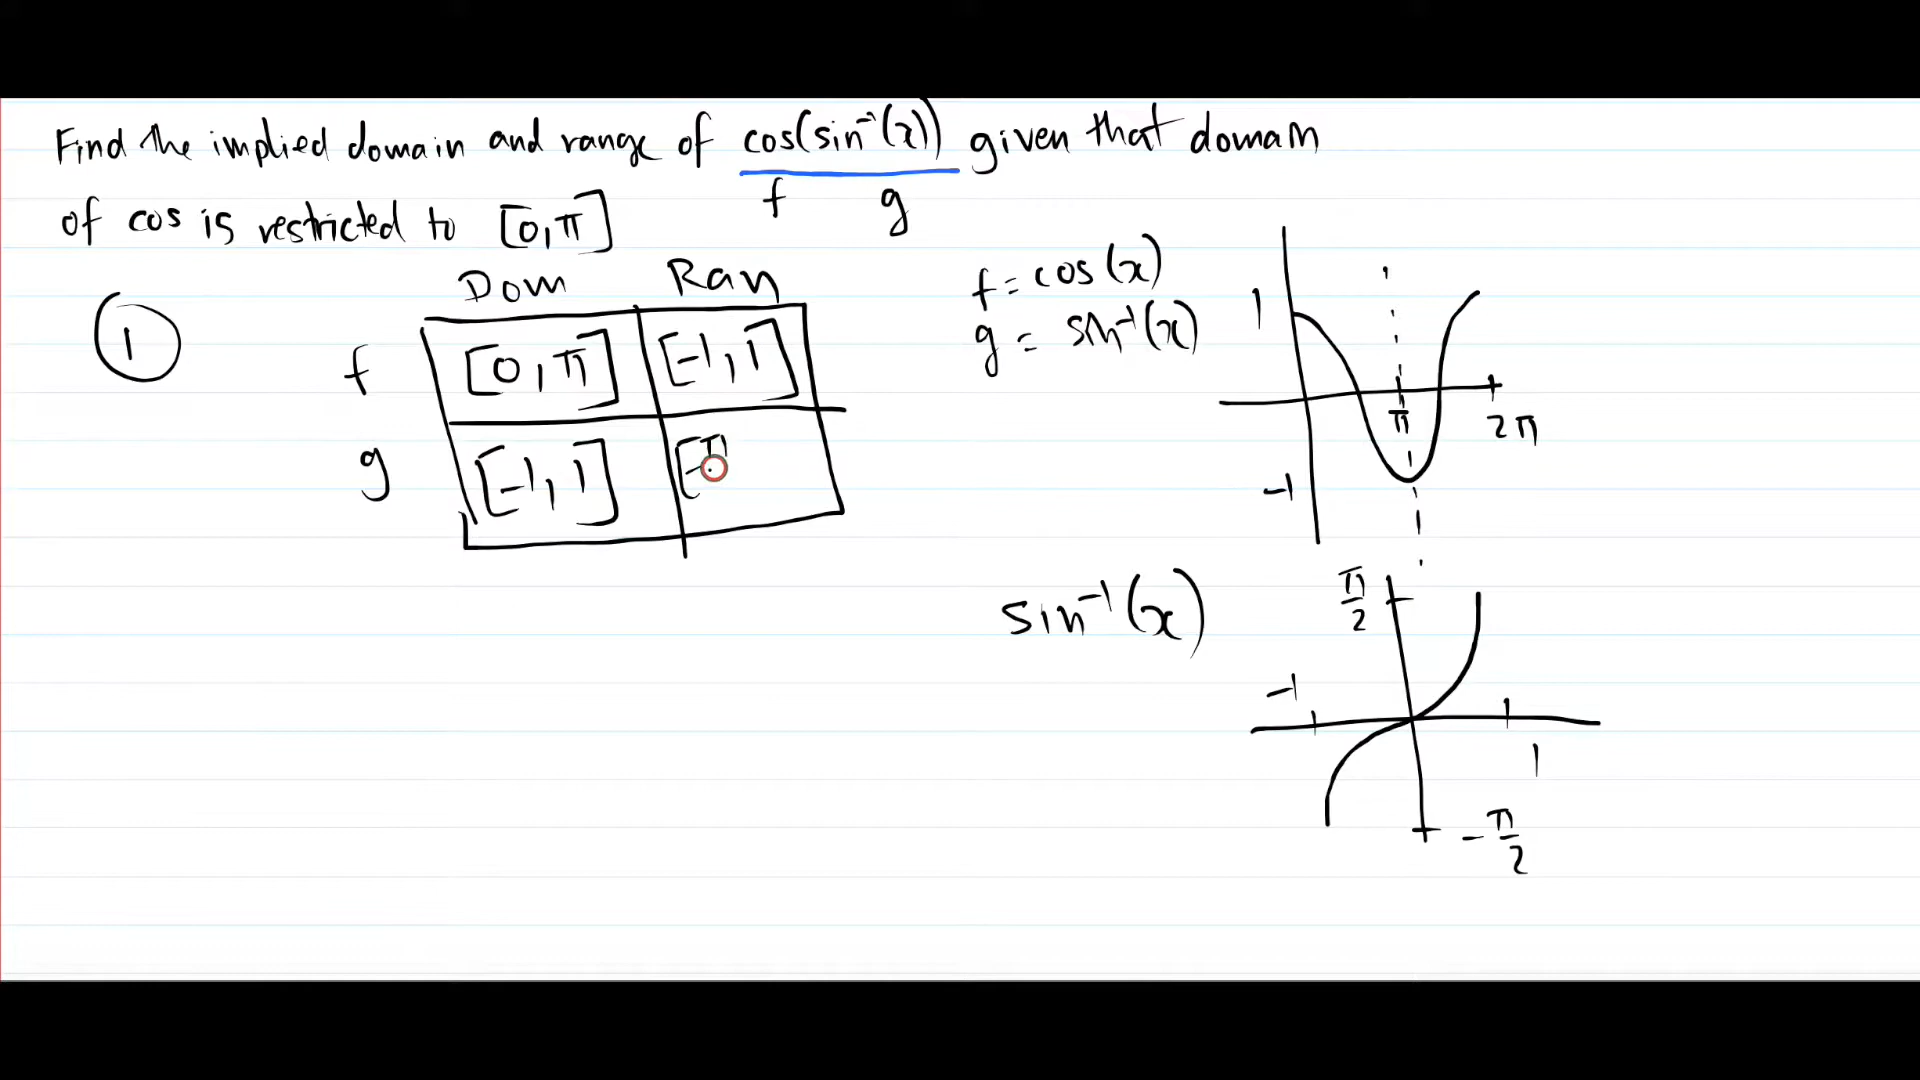 Find the implied domain and range of cos(sin⁻¹(x)) given that domain
f g
of cos is restricted to [0,π]
Dom Ran
1
f [0,π] [-1,1]
g [-1,1] [-π
f = cos(x)
g = sin⁻¹(x)
1
π
2π
-1
sin⁻¹(x)
π/2
-1
1
-π/2